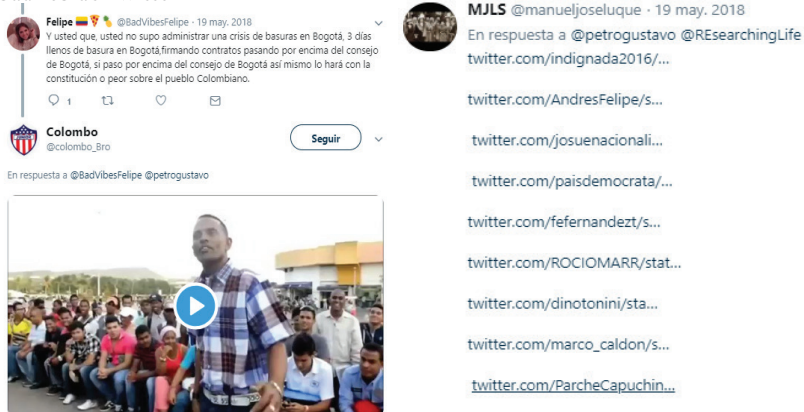 Felipe @BadVibesFelipe · 19 may. 2018
Y usted que, usted no supo administrar una crisis de basuras en Bogotá, 3 días
llenos de basura en Bogotá,firmando contratos pasando por encima del consejo
de Bogotá, si paso por encima del consejo de Bogotá así mismo lo hará con la
constitución o peor sobre el pueblo Colombiano.
1
Colombo
@colombo_Bro
Seguir
En respuesta a @BadVibesFelipe @petrogustavo
MJLS @manueljoseluque · 19 may. 2018
En respuesta a @petrogustavo @REsearchingLife
twitter.com/indignada2016/...
twitter.com/AndresFelipe/s...
twitter.com/josuenacionali...
twitter.com/paisdemocrata/...
twitter.com/fefernandezt/s...
twitter.com/ROCIOMARR/stat...
twitter.com/dinotonini/sta...
twitter.com/marco_caldon/s...
twitter.com/ParcheCapuchin...